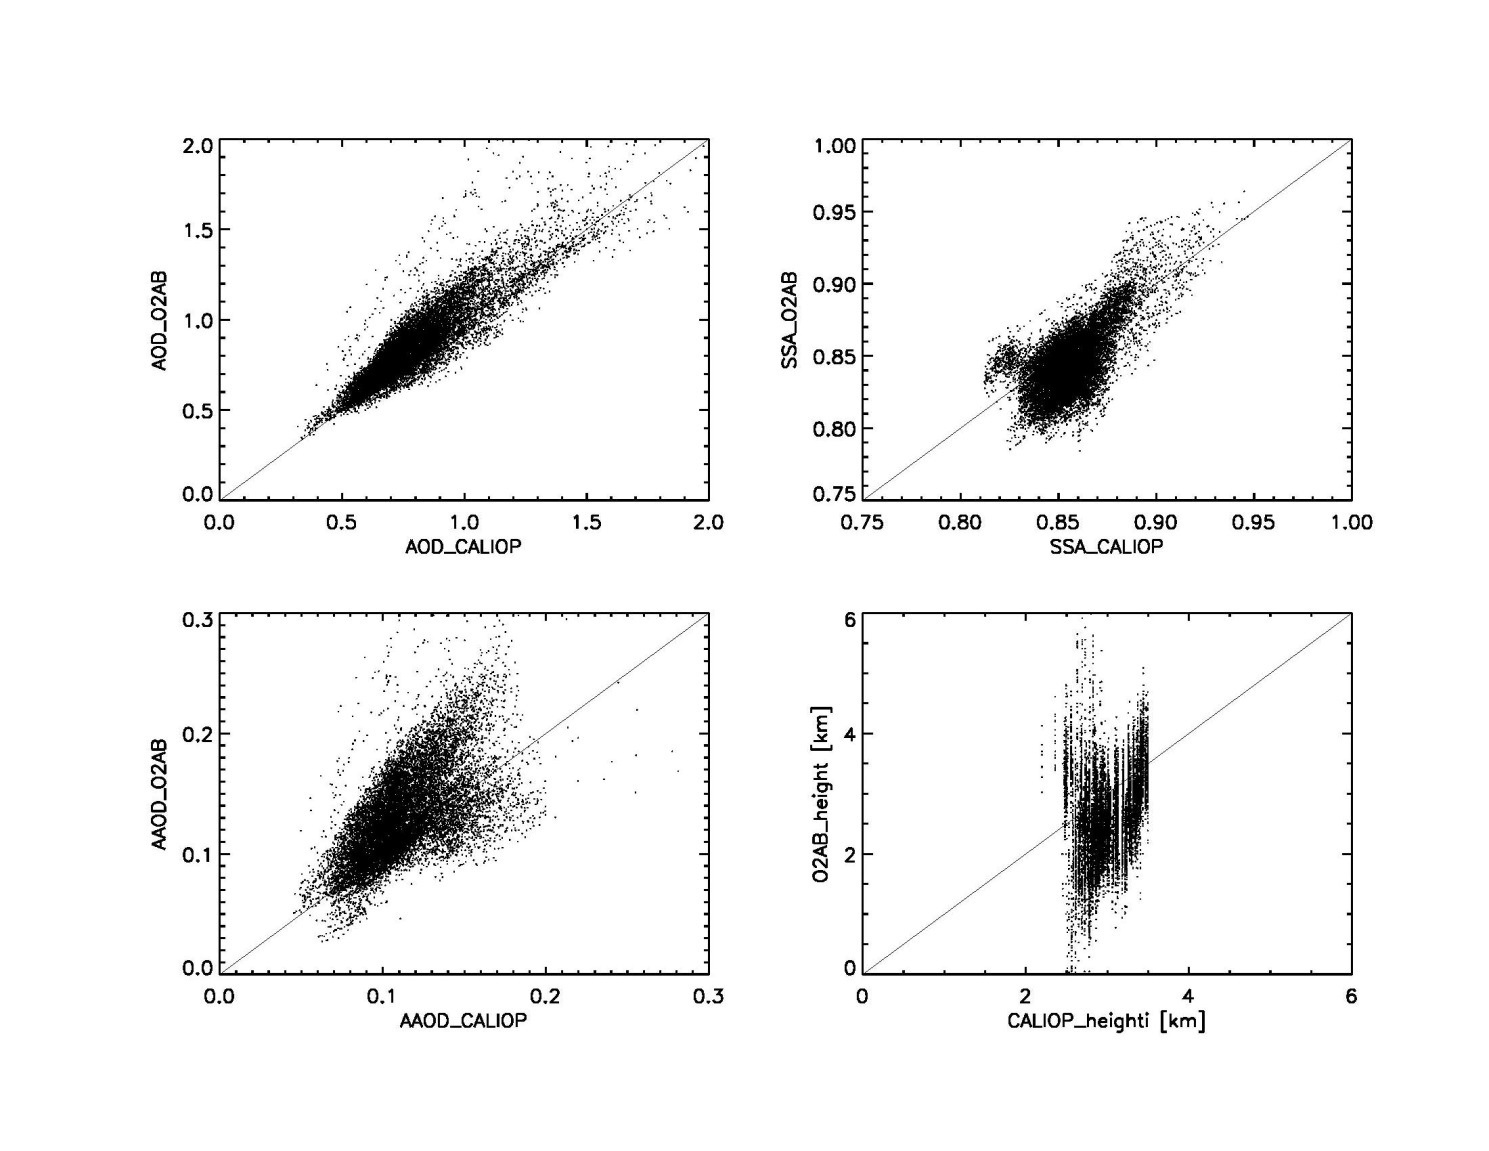 2.0
1.5
1.0
0.5
0.0
AOD_O2AB
0.0 0.5 1.0 1.5 2.0
AOD_CALIOP
1.00
0.95
0.90
0.85
0.80
0.75
SSA_O2AB
0.75 0.80 0.85 0.90 0.95 1.00
SSA_CALIOP
0.3
0.2
0.1
0.0
AAOD_O2AB
0.0 0.1 0.2 0.3
AAOD_CALIOP
6
4
2
0
O2AB_height [km]
0 2 4 6
CALIOP_heighti [km]